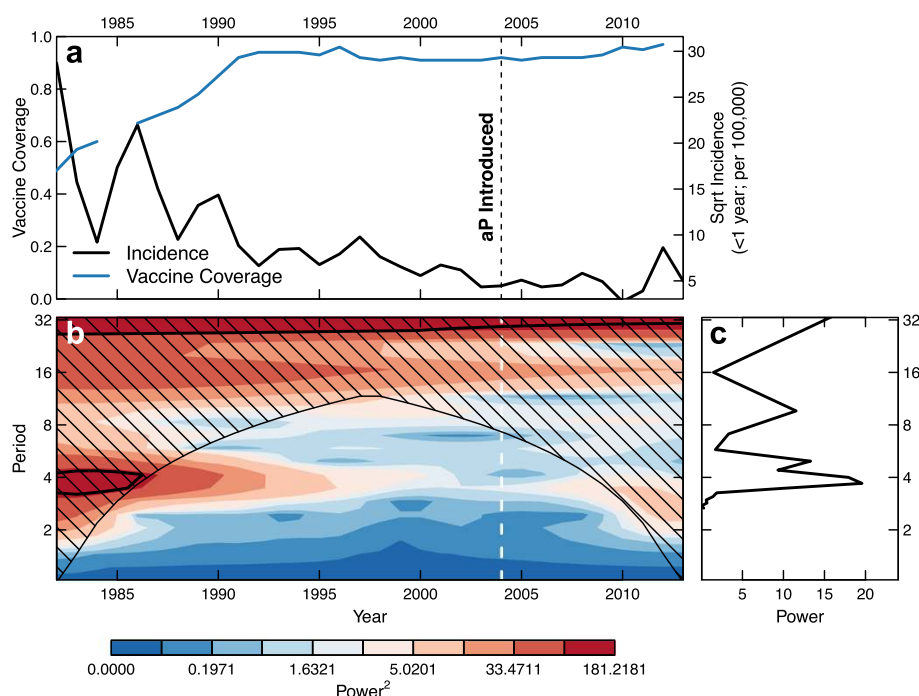 1985 1990 1995 2000 2005 2010
a
1.0
0.8
0.6
0.4
0.2
0.0
Vaccine Coverage
30
25
20
15
10
5
Sqrt Incidence
(<1 year; per 100,000)
aP Introduced
Incidence
Vaccine Coverage
b
32
16
8
4
2
Period
1985 1990 1995 2000 2005 2010
Year
c
32
16
8
4
2
5 10 15 20
Power
0.0000 0.1971 1.6321 5.0201 33.4711 181.2181
Power2